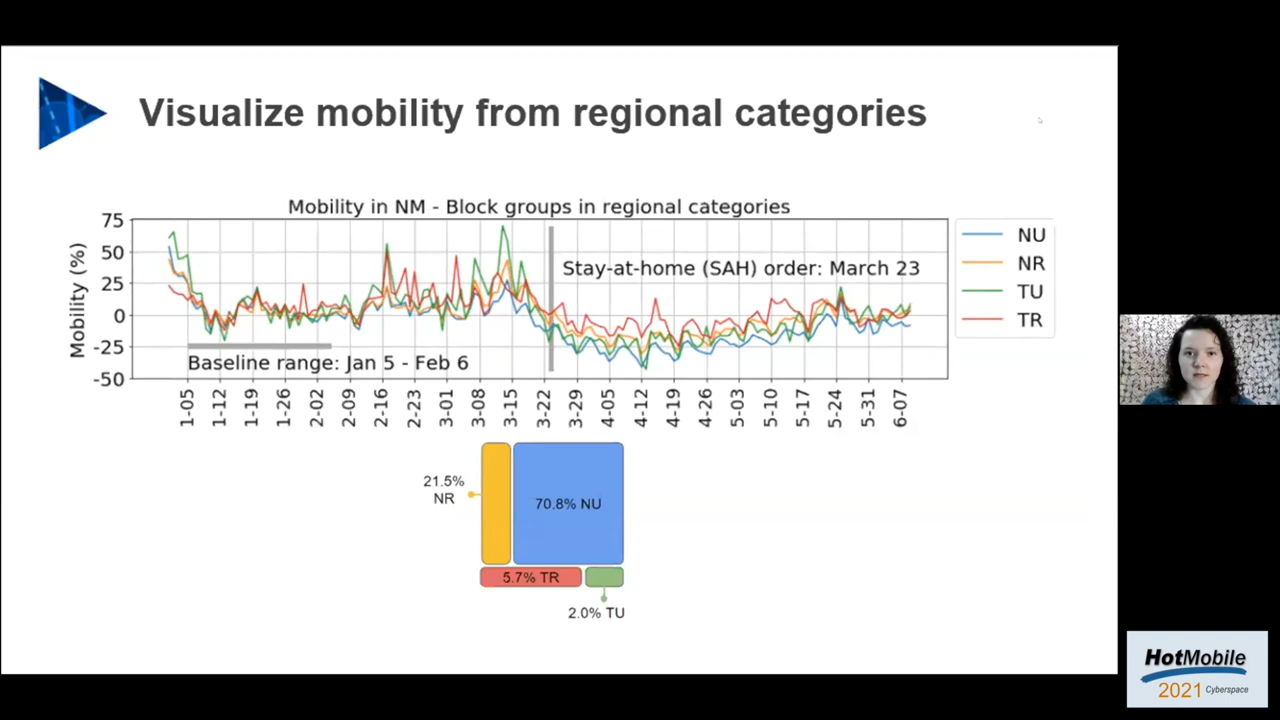 Visualize mobility from regional categories
Mobility in NM - Block groups in regional categories
Mobility (%)
75
50
25
0
-25
-50
Stay-at-home (SAH) order: March 23
Baseline range: Jan 5 - Feb 6
NU
NR
TU
TR
1-05
1-12
1-19
1-26
2-02
2-09
2-16
2-23
3-01
3-08
3-15
3-22
3-29
4-05
4-12
4-19
4-26
5-03
5-10
5-17
5-24
5-31
6-07
21.5%
NR
70.8% NU
5.7% TR
2.0% TU
HotMobile
2021 Cyberspace